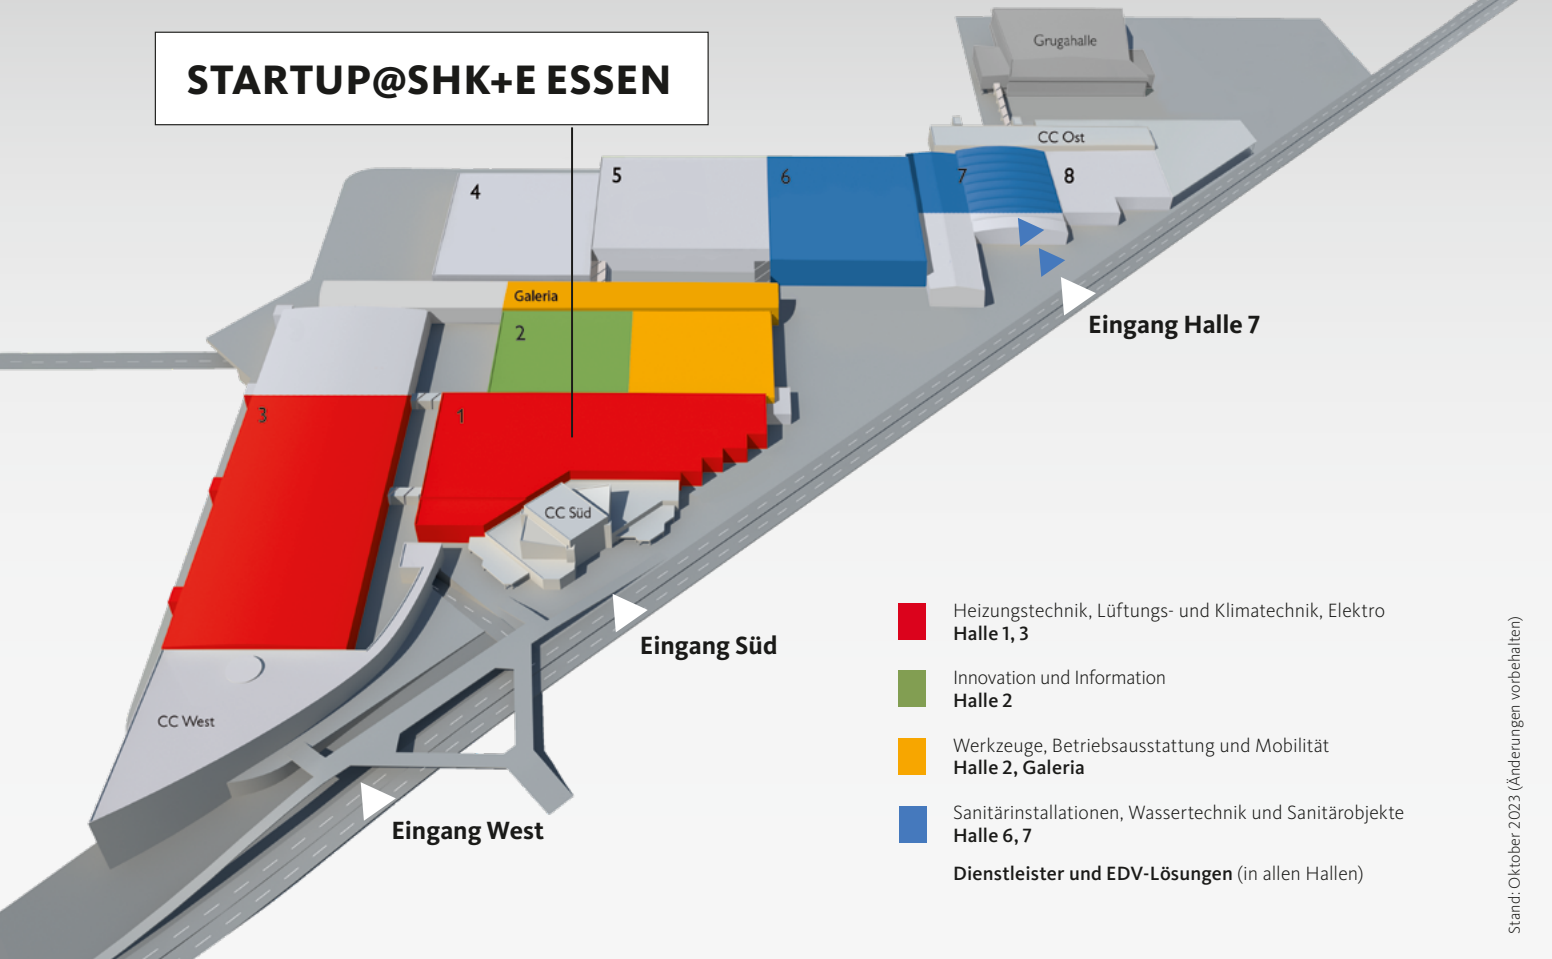 STARTUP@SHK+E ESSEN
Grugahalle
CC Ost
4
5
6
7
8
Galeria
2
Eingang Halle 7
3
1
CC Süd
Eingang Süd
CC West
Eingang West
Heizungstechnik, Lüftungs- und Klimatechnik, Elektro
Halle 1, 3
Innovation und Information
Halle 2
Werkzeuge, Betriebsausstattung und Mobilität
Halle 2, Galeria
Sanitärinstallationen, Wassertechnik und Sanitärobjekte
Halle 6, 7
Dienstleister und EDV-Lösungen (in allen Hallen)
Stand: Oktober 2023 (Änderungen vorbehalten)